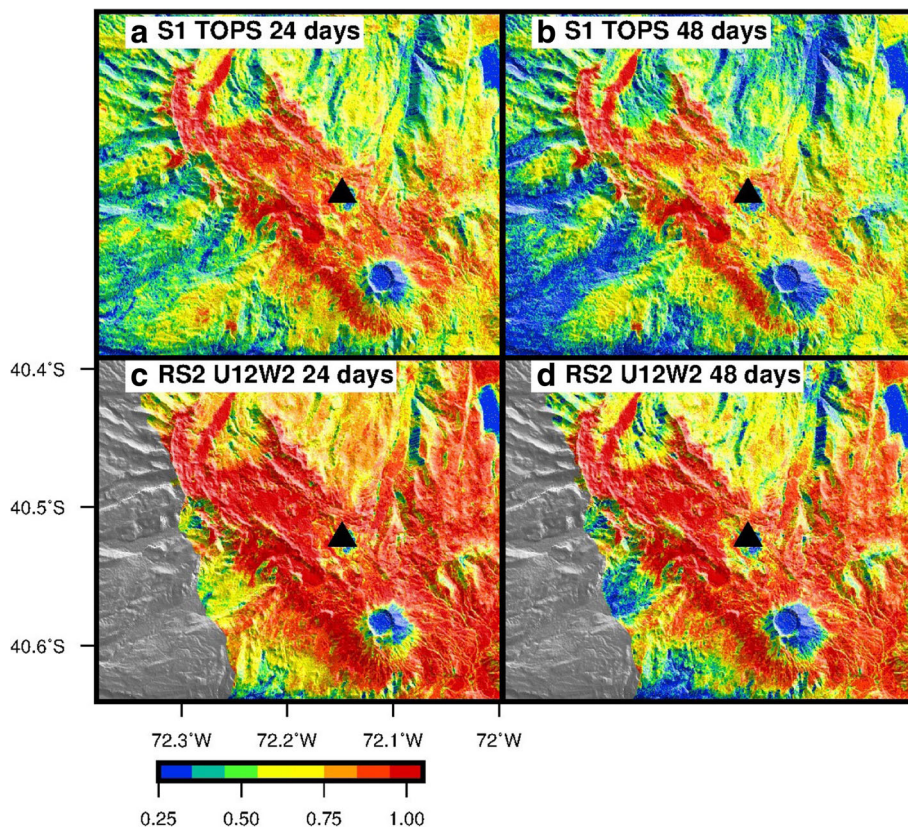 a S1 TOPS 24 days
b S1 TOPS 48 days
c RS2 U12W2 24 days
d RS2 U12W2 48 days
40.4°S
40.5°S
40.6°S
72.3°W 72.2°W 72.1°W 72°W
0.25 0.50 0.75 1.00